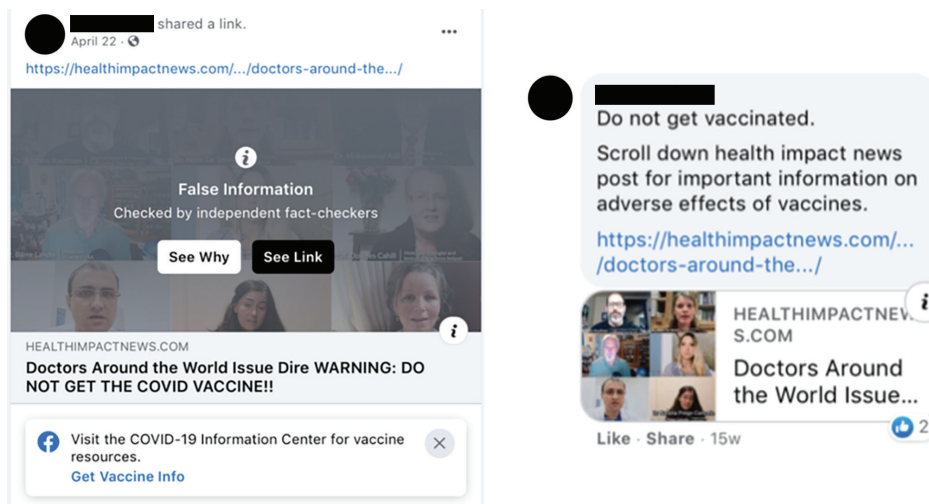 shared a link.
April 22 ·
https://healthimpactnews.com/.../doctors-around-the.../
False Information
Checked by independent fact-checkers
See Why
See Link
HEALTHIMPACTNEWS.COM
Doctors Around the World Issue Dire WARNING: DO
NOT GET THE COVID VACCINE!!
Visit the COVID-19 Information Center for vaccine
resources.
Get Vaccine Info
Do not get vaccinated.
Scroll down health impact news
post for important information on
adverse effects of vaccines.
https://healthimpactnews.com/...
/doctors-around-the.../
HEALTHIMPACTNEW
S.COM
Doctors Around
the World Issue...
Like · Share · 15w
2